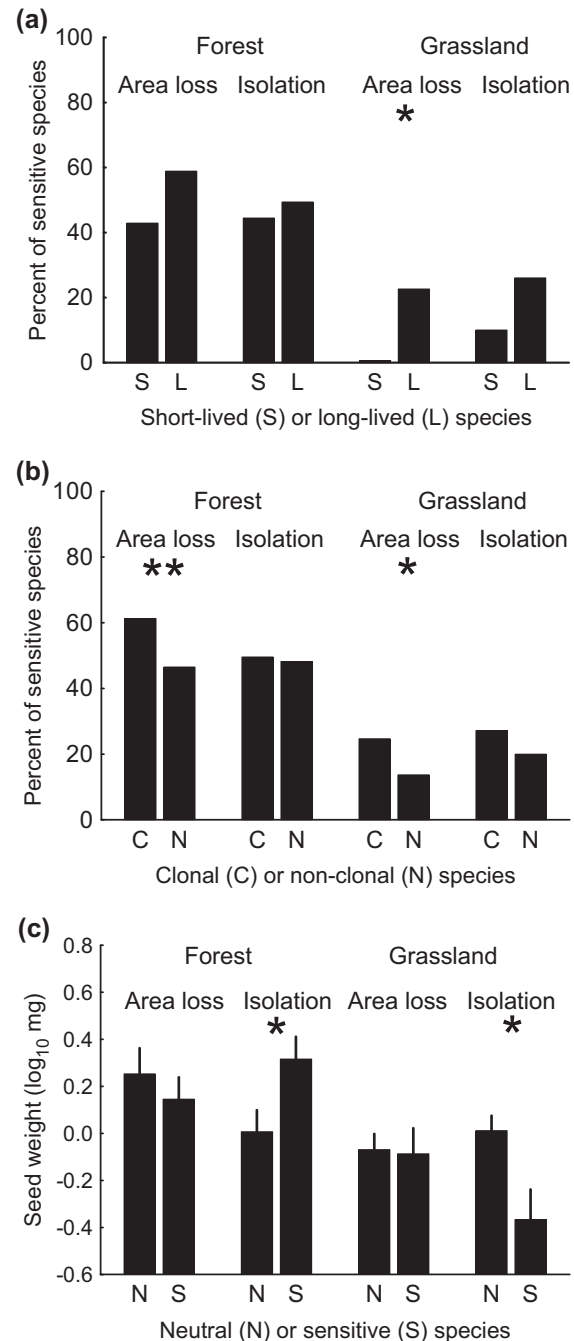 (a)
100
80
60
40
20
0
Percent of sensitive species
Forest Grassland
Area loss Isolation Area loss Isolation
*
S L S L S L S L
Short-lived (S) or long-lived (L) species
(b)
100
80
60
40
20
0
Percent of sensitive species
Forest Grassland
Area loss Isolation Area loss Isolation
** *
C N C N C N C N
Clonal (C) or non-clonal (N) species
(c)
0.8
0.6
0.4
0.2
0.0
-0.2
-0.4
-0.6
Seed weight (log10 mg)
Forest Grassland
Area loss Isolation Area loss Isolation
* *
N S N S N S N S
Neutral (N) or sensitive (S) species